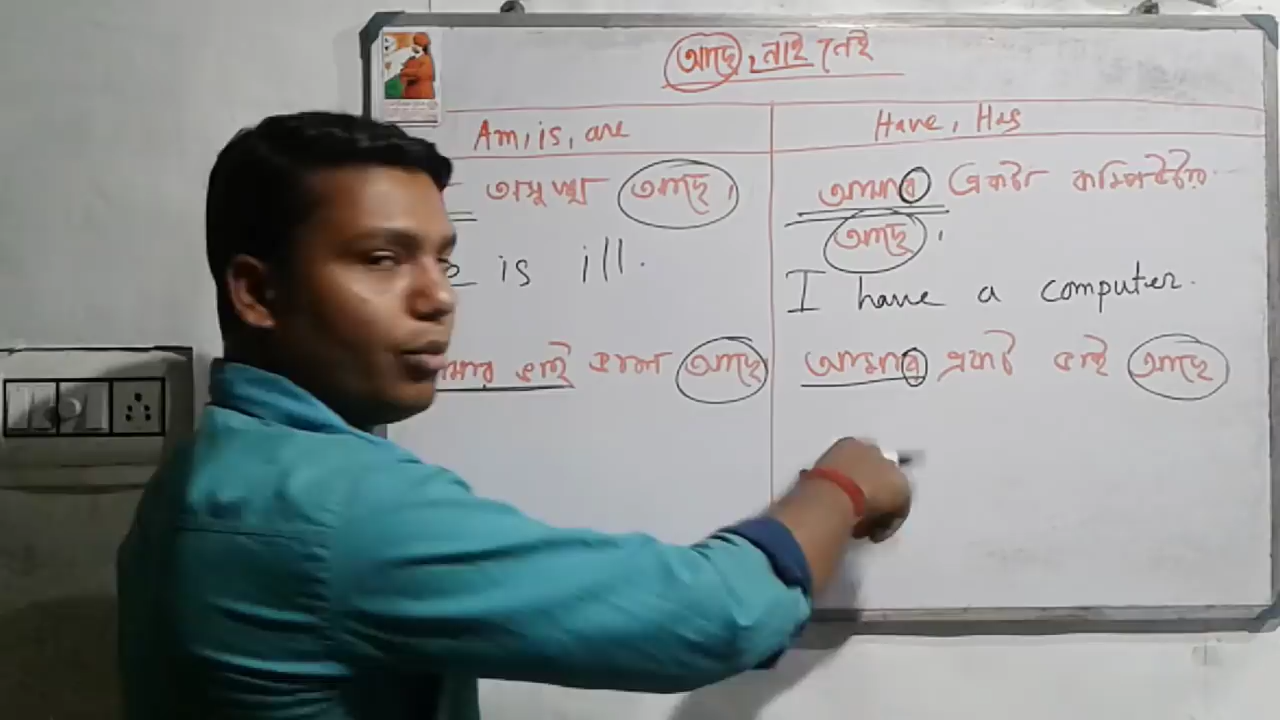 আছে, নাই নেই
Am, is, are
Have, Has
অসুস্থ আছে।
is ill.
ভাই ভাল আছে
আমার একটা কম্পিউটার
আছে।
I have a computer.
আমার একটি ভাই আছে